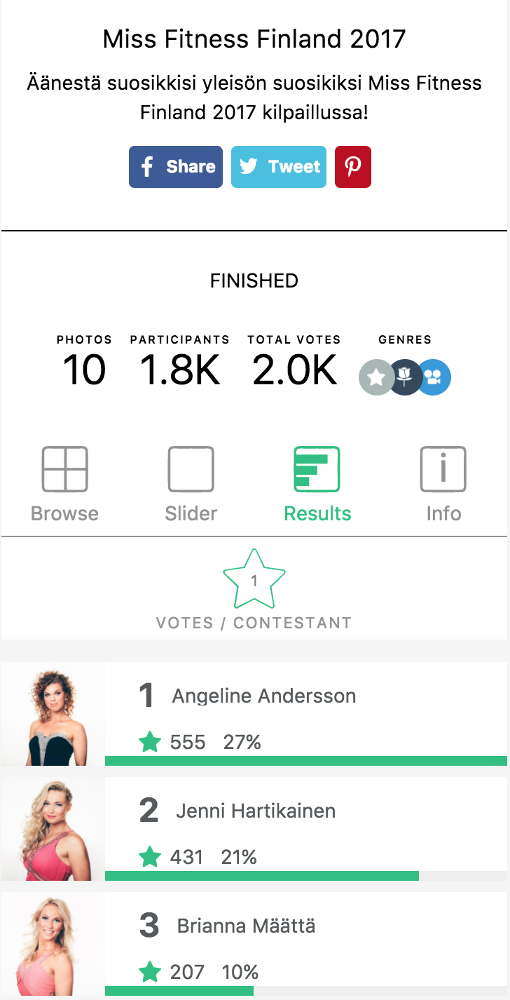 Miss Fitness Finland 2017
Äänestä suosikkisi yleisön suosikiksi Miss Fitness
Finland 2017 kilpaillussa!
Share Tweet
FINISHED
PHOTOS PARTICIPANTS TOTAL VOTES GENRES
10 1.8K 2.0K
Browse Slider Results Info
1
VOTES / CONTESTANT
1 Angeline Andersson
555 27%
2 Jenni Hartikainen
431 21%
3 Brianna Määttä
207 10%